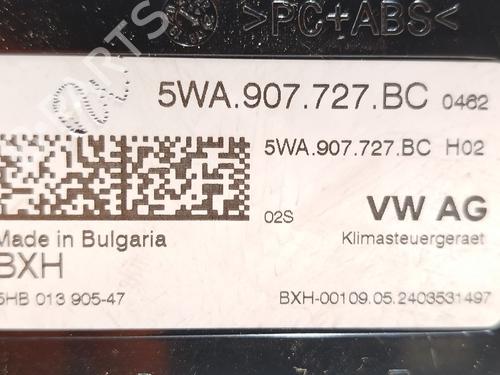 >PC+ABS<
5WA.907.727.BC 0462
5WA.907.727.BC H02
02S VW AG
Made in Bulgaria Klimasteuergeraet
BXH
5HB 013 905-47 BXH-00109.05.2403531497